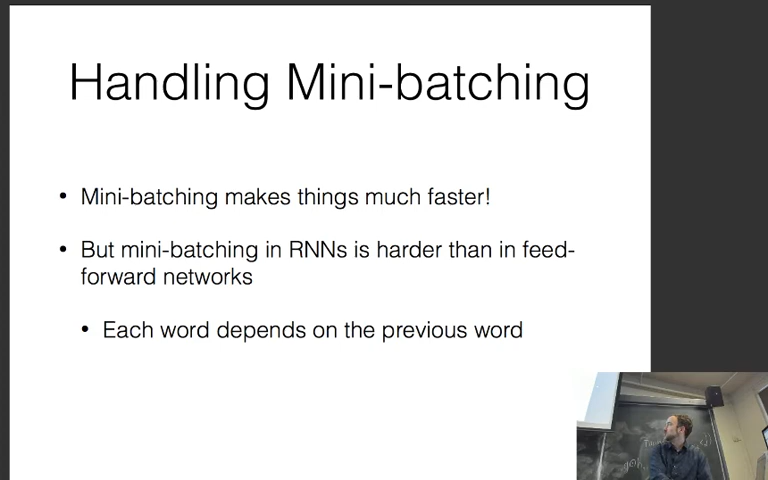 Handling Mini-batching
• Mini-batching makes things much faster!
• But mini-batching in RNNs is harder than in feed-
forward networks
• Each word depends on the previous word